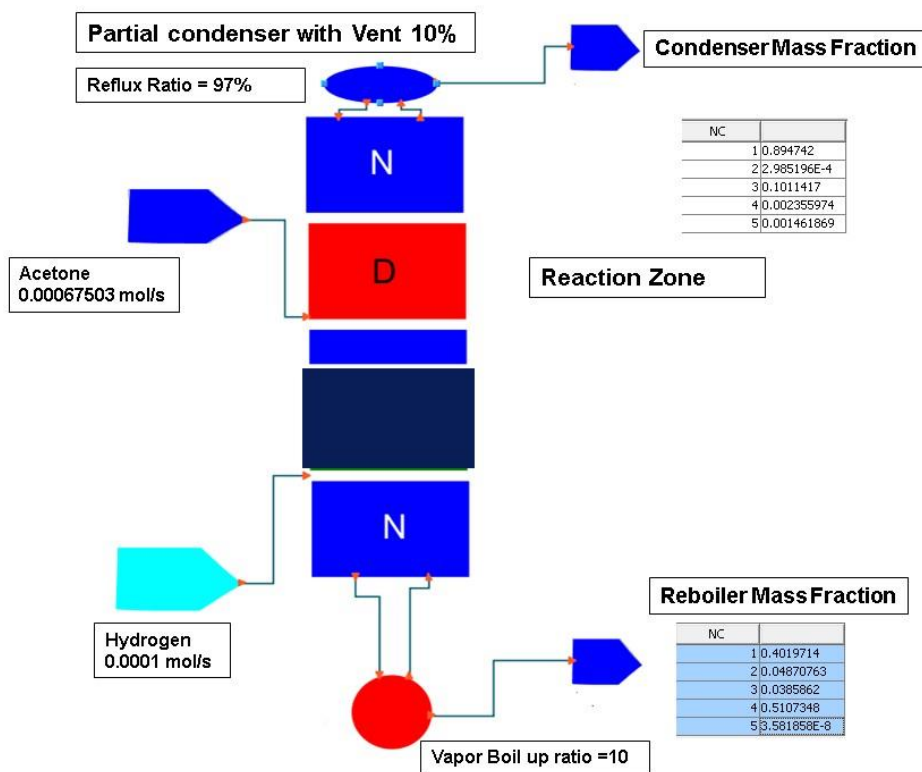 Partial condenser with Vent 10%
Condenser Mass Fraction
Reflux Ratio = 97%
NC
1 0.894742
2 2.985196E-4
3 0.1011417
4 0.002355974
5 0.001461869
N
Acetone
0.00067503 mol/s
D
Reaction Zone
N
Hydrogen
0.0001 mol/s
Reboiler Mass Fraction
NC
1 0.4019714
2 0.04870763
3 0.0385862
4 0.5107348
5 3.581858E-8
Vapor Boil up ratio =10